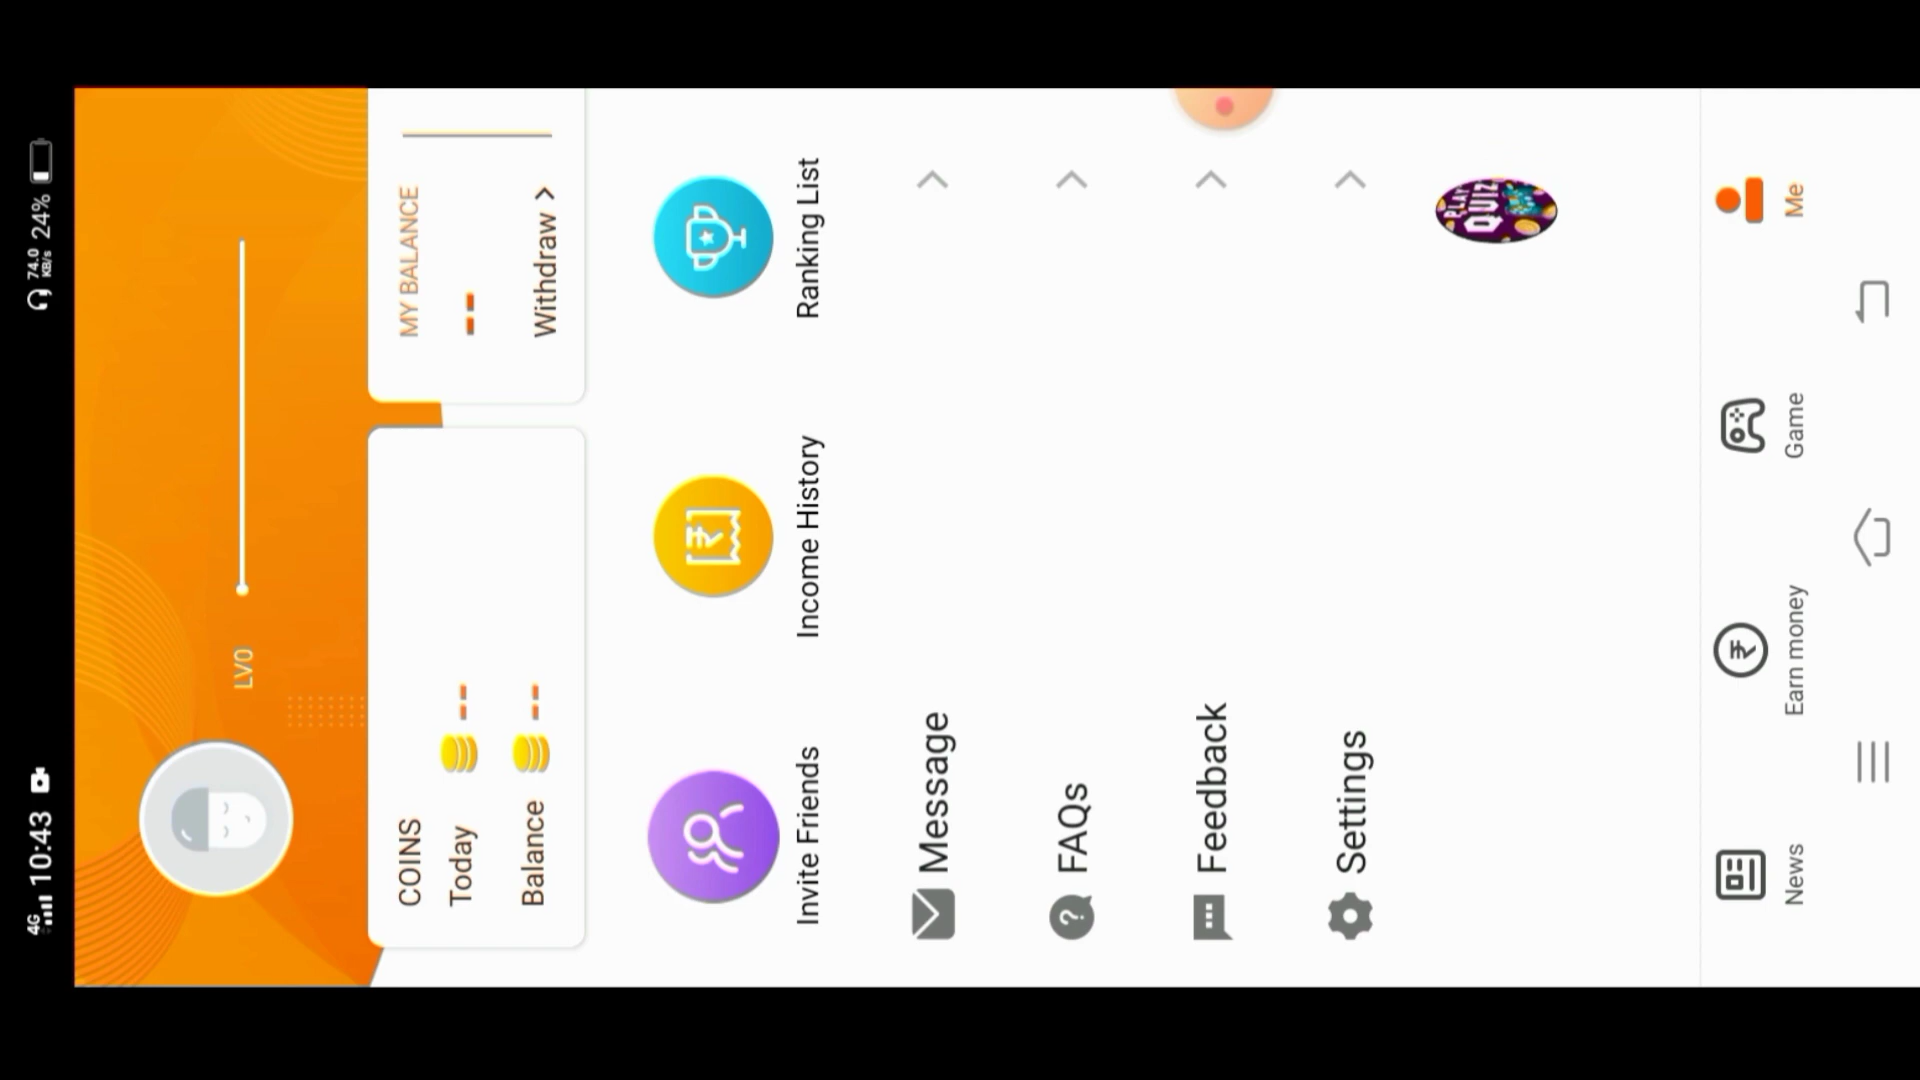 4G 10:43
74.0 KB/s 24%
LV0
COINS
Today --
Balance --
MY BALANCE
--
Withdraw >
Invite Friends
Income History
Ranking List
Message
FAQs
Feedback
Settings
PLAY
QUIZ
News
Earn money
Game
Me